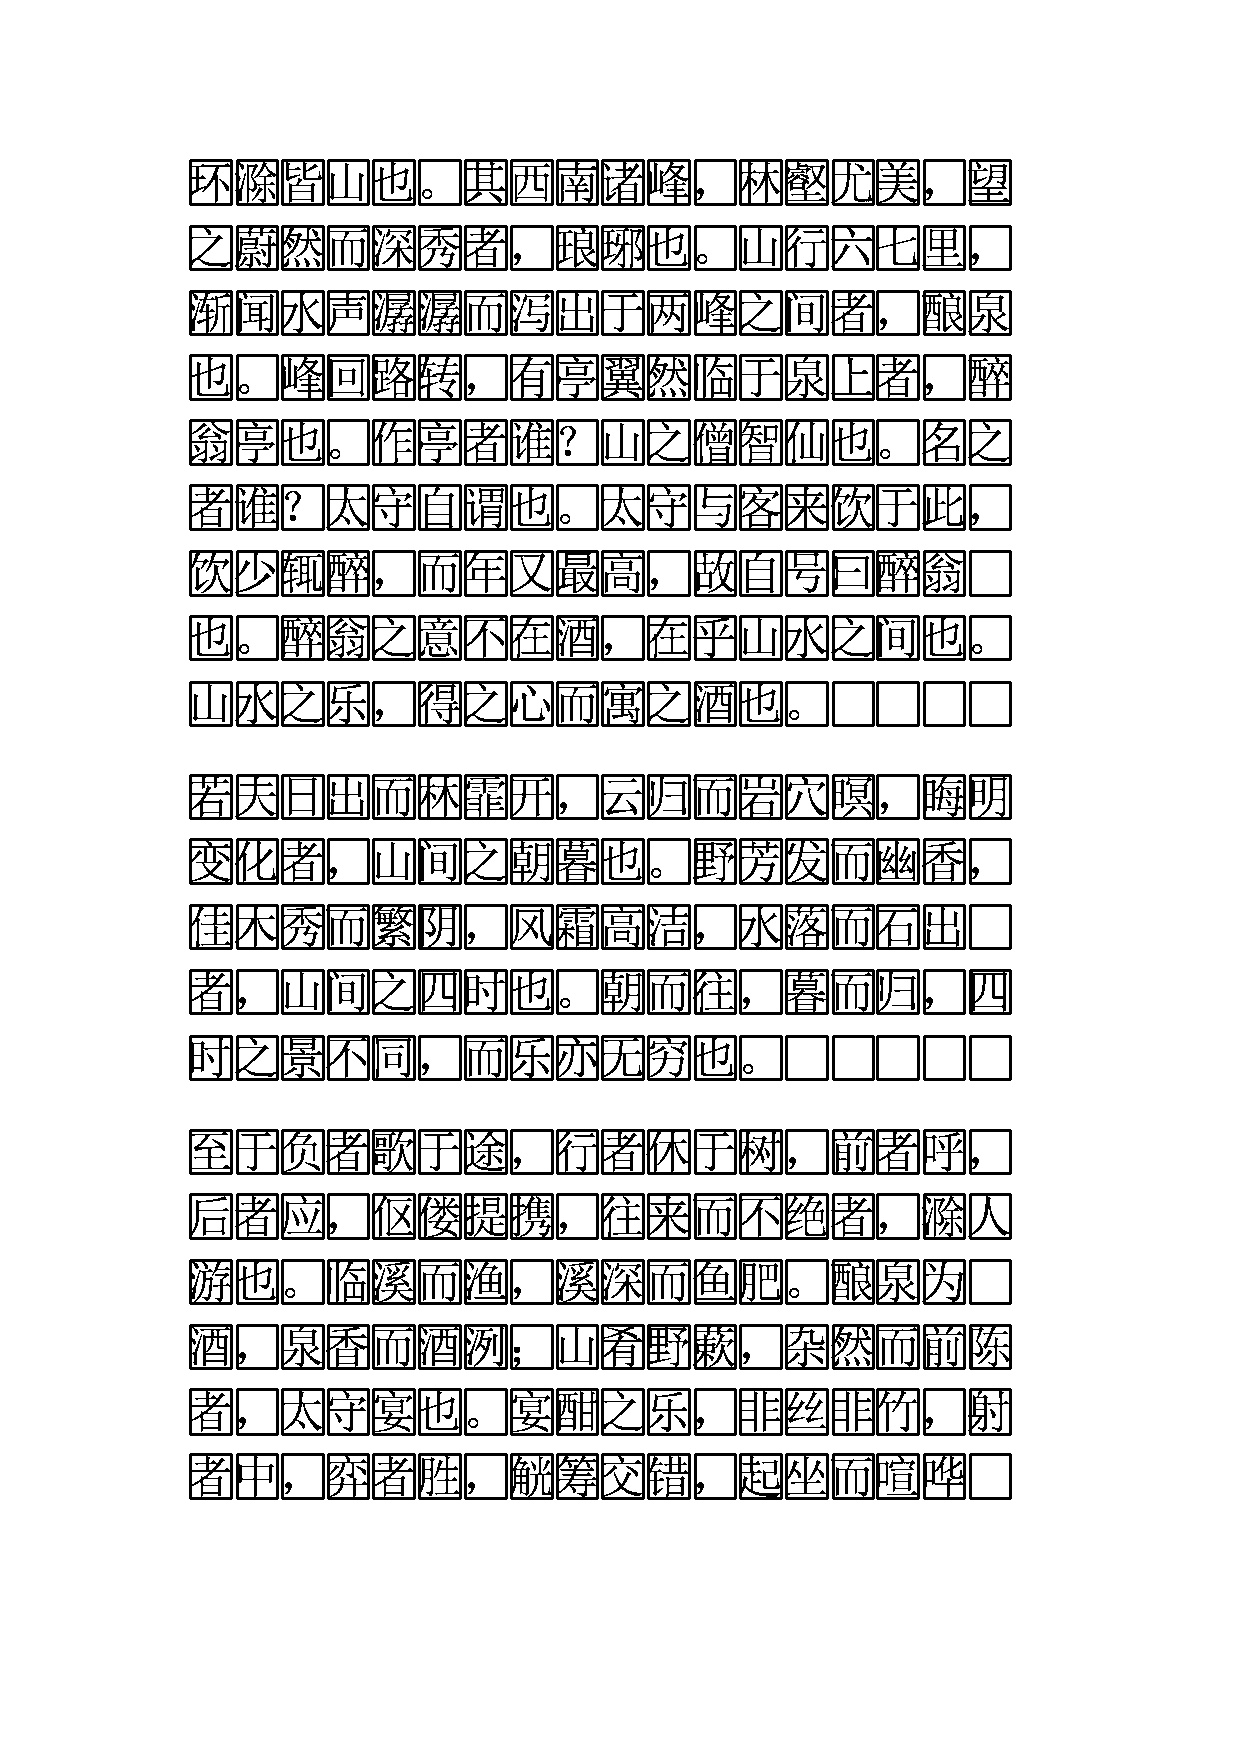 环滁皆山也。其西南诸峰，林壑尤美，望
之蔚然而深秀者，琅琊也。山行六七里，
渐闻水声潺潺而泻出于两峰之间者，酿泉
也。峰回路转，有亭翼然临于泉上者，醉
翁亭也。作亭者谁？山之僧智仙也。名之
者谁？太守自谓也。太守与客来饮于此，
饮少辄醉，而年又最高，故自号曰醉翁
也。醉翁之意不在酒，在乎山水之间也。
山水之乐，得之心而寓之酒也。
若夫日出而林霏开，云归而岩穴暝，晦明
变化者，山间之朝暮也。野芳发而幽香，
佳木秀而繁阴，风霜高洁，水落而石出
者，山间之四时也。朝而往，暮而归，四
时之景不同，而乐亦无穷也。
至于负者歌于途，行者休于树，前者呼，
后者应，伛偻提携，往来而不绝者，滁人
游也。临溪而渔，溪深而鱼肥。酿泉为
酒，泉香而酒洌；山肴野蔌，杂然而前陈
者，太守宴也。宴酣之乐，非丝非竹，射
者中，弈者胜，觥筹交错，起坐而喧哗